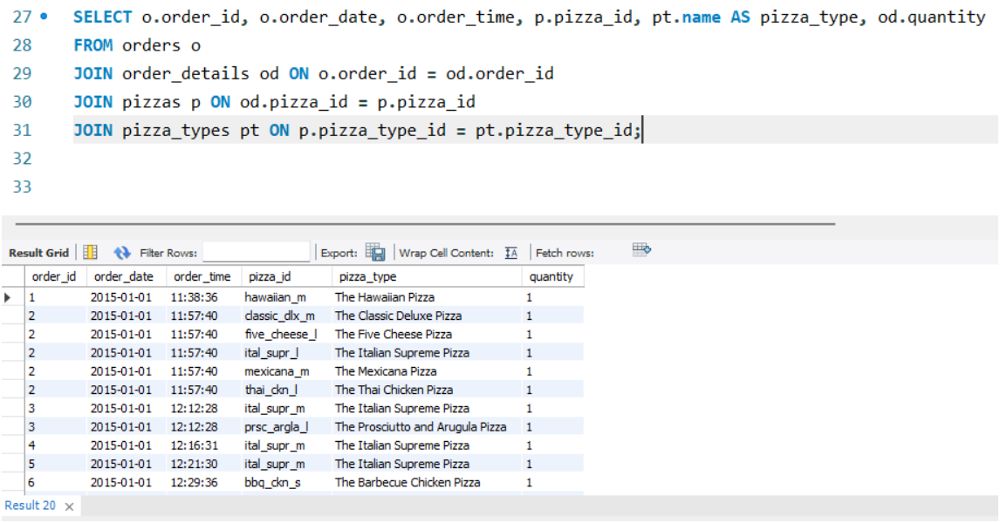 27 SELECT o.order_id, o.order_date, o.order_time, p.pizza_id, pt.name AS pizza_type, od.quantity
28 FROM orders o
29 JOIN order_details od ON o.order_id = od.order_id
30 JOIN pizzas p ON od.pizza_id = p.pizza_id
31 JOIN pizza_types pt ON p.pizza_type_id = pt.pizza_type_id;
32
33
Result Grid Filter Rows: Export: Wrap Cell Content: IA Fetch rows:
order_id order_date order_time pizza_id pizza_type quantity
1 2015-01-01 11:38:36 hawaiian_m The Hawaiian Pizza 1
2 2015-01-01 11:57:40 classic_dlx_m The Classic Deluxe Pizza 1
2 2015-01-01 11:57:40 five_cheese_l The Five Cheese Pizza 1
2 2015-01-01 11:57:40 ital_supr_l The Italian Supreme Pizza 1
2 2015-01-01 11:57:40 mexicana_m The Mexicana Pizza 1
2 2015-01-01 11:57:40 thai_ckn_l The Thai Chicken Pizza 1
3 2015-01-01 12:12:28 ital_supr_m The Italian Supreme Pizza 1
3 2015-01-01 12:12:28 prsc_argla_l The Prosciutto and Arugula Pizza 1
4 2015-01-01 12:16:31 ital_supr_m The Italian Supreme Pizza 1
5 2015-01-01 12:21:30 ital_supr_m The Italian Supreme Pizza 1
6 2015-01-01 12:29:36 bbq_ckn_s The Barbecue Chicken Pizza 1
Result 20